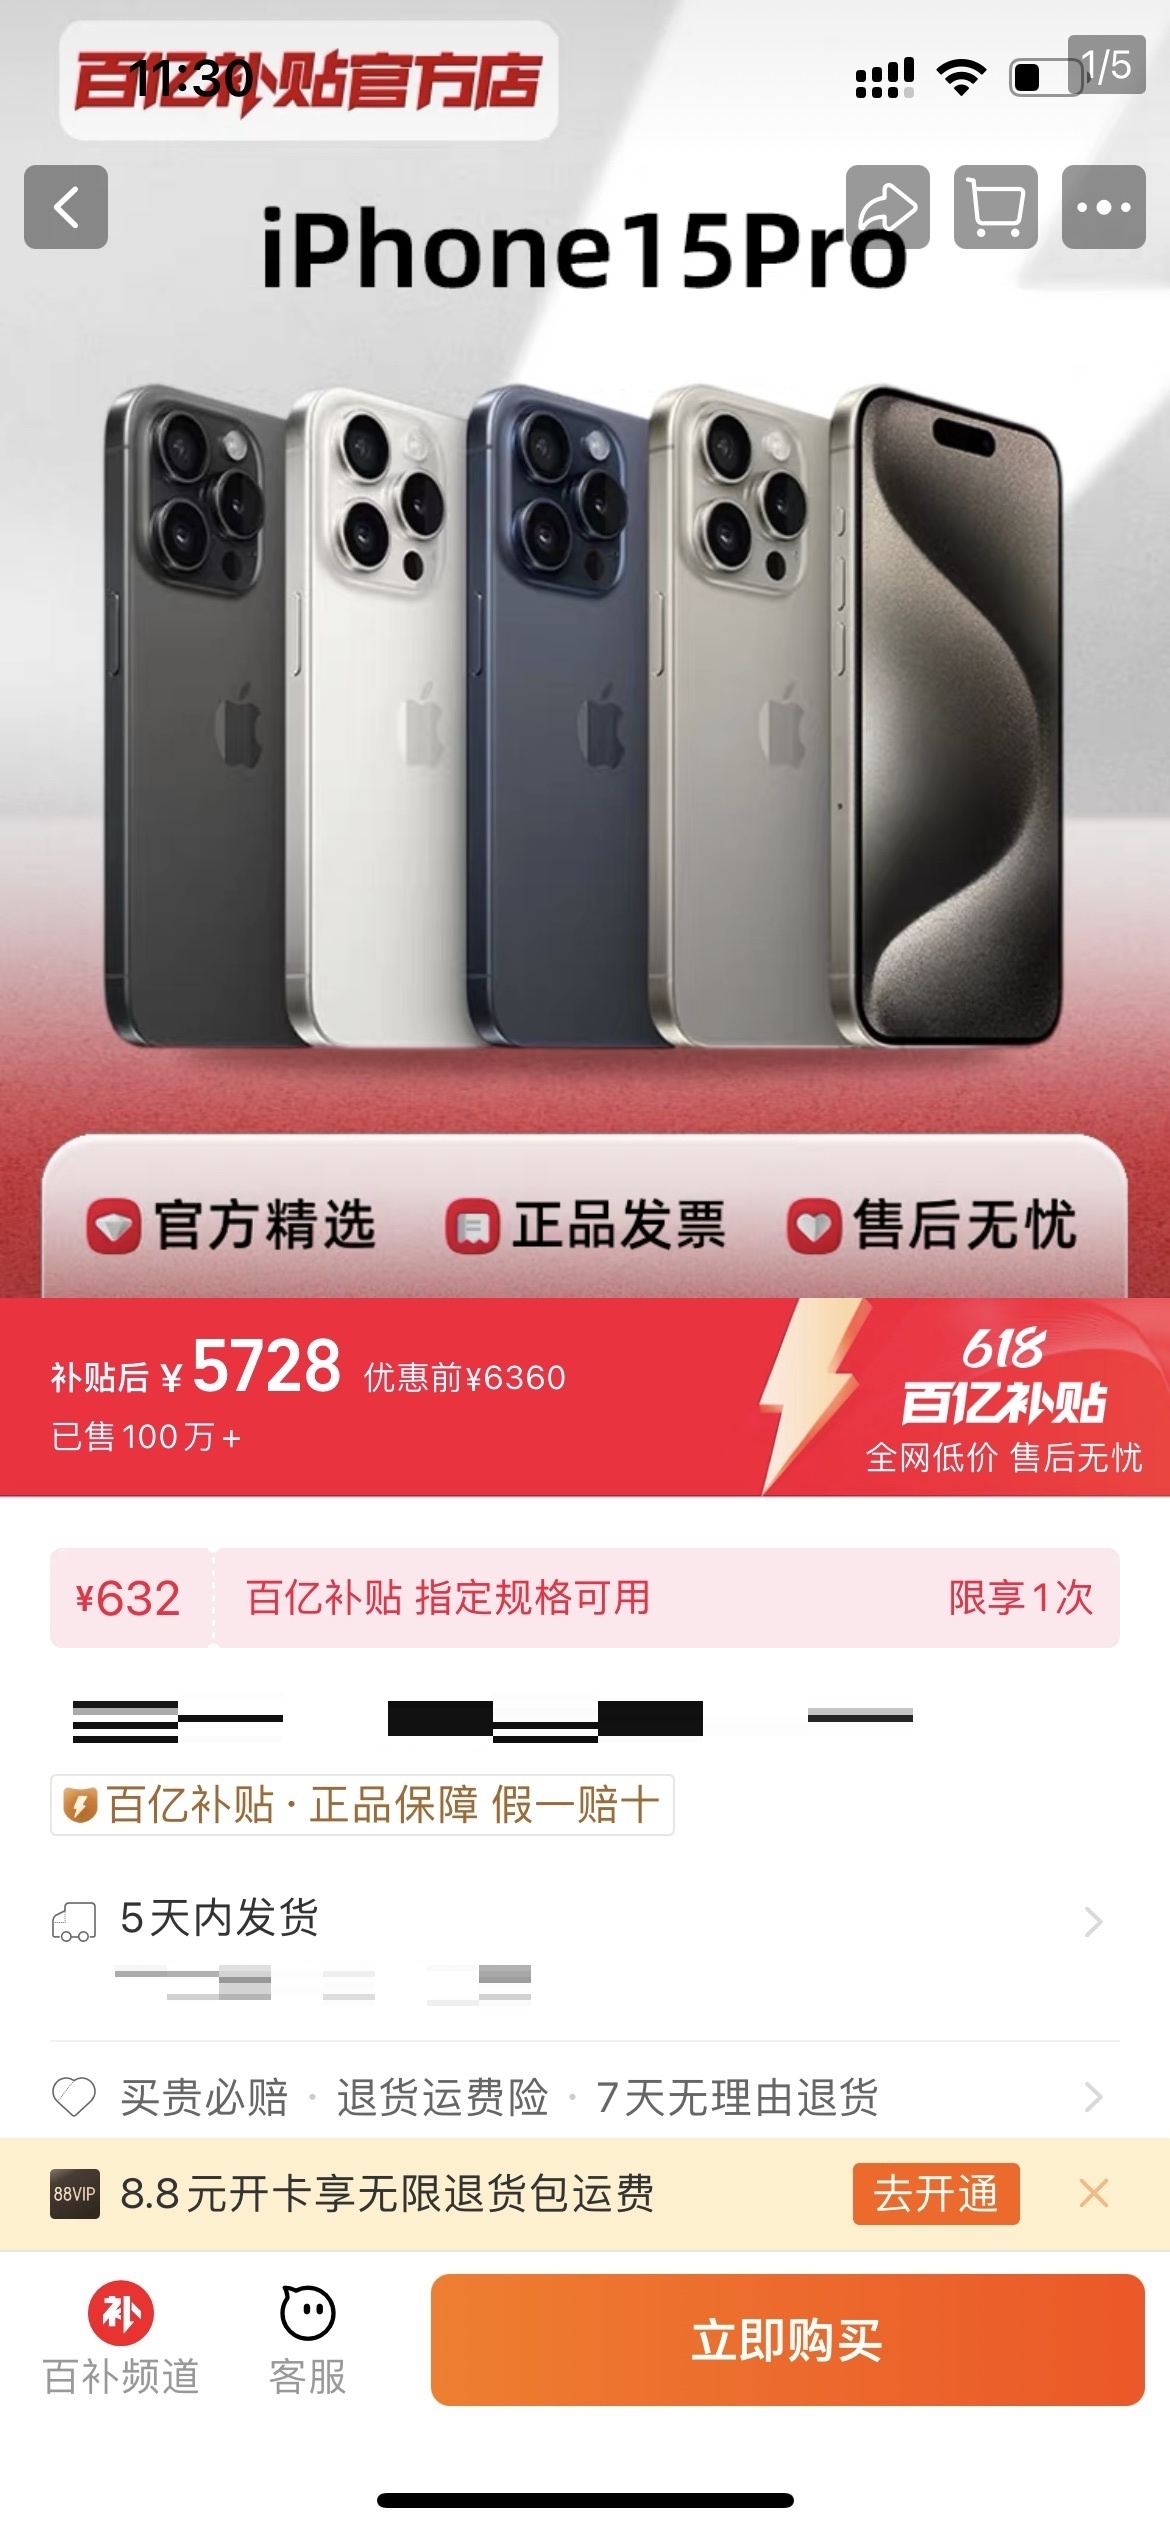 百亿补贴官方店
11:30
1/5
iPhone15Pro
官方精选 正品发票 售后无忧
补贴后 ¥5728 优惠前¥6360
已售100万+
618
百亿补贴
全网低价 售后无忧
¥632 百亿补贴 指定规格可用 限享1次
百亿补贴 · 正品保障 假一赔十
5天内发货
买贵必赔 · 退货运费险 · 7天无理由退货
88VIP 8.8元开卡享无限退货包运费 去开通
补
百补频道 客服 立即购买